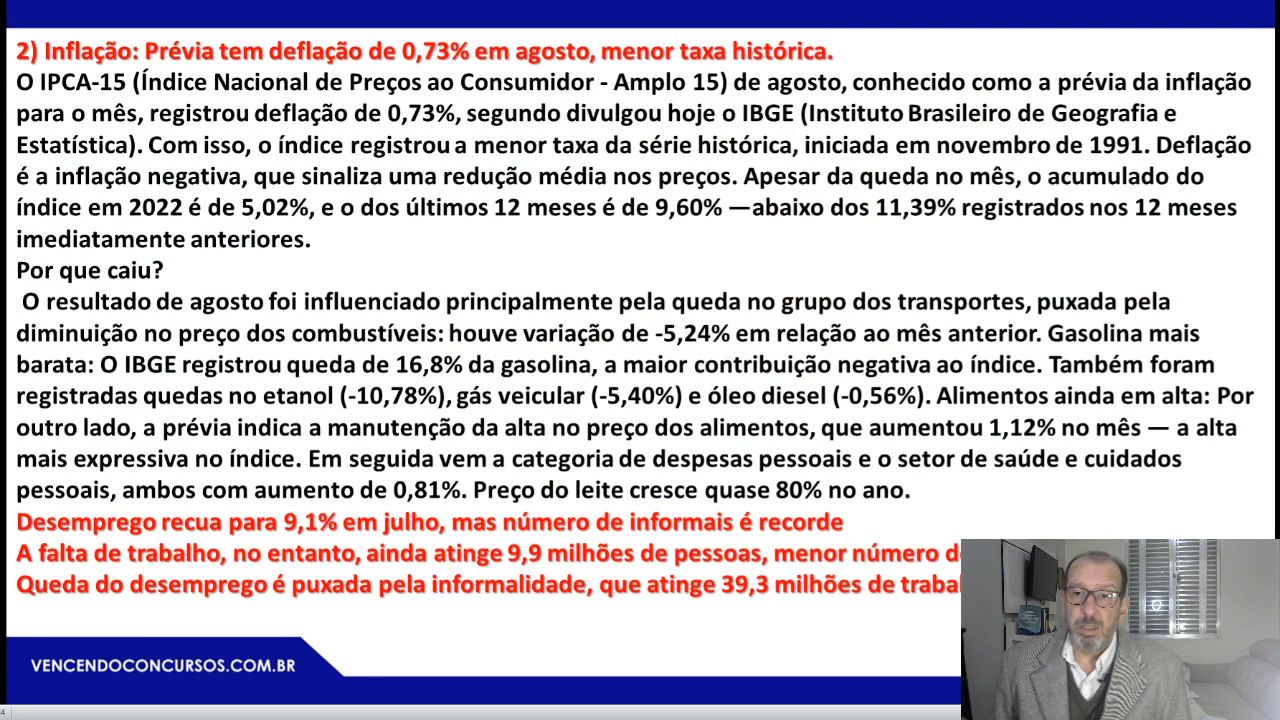 2) Inflação: Prévia tem deflação de 0,73% em agosto, menor taxa histórica.
O IPCA-15 (Índice Nacional de Preços ao Consumidor - Amplo 15) de agosto, conhecido como a prévia da inflação
para o mês, registrou deflação de 0,73%, segundo divulgou hoje o IBGE (Instituto Brasileiro de Geografia e
Estatística). Com isso, o índice registrou a menor taxa da série histórica, iniciada em novembro de 1991. Deflação
é a inflação negativa, que sinaliza uma redução média nos preços. Apesar da queda no mês, o acumulado do
índice em 2022 é de 5,02%, e o dos últimos 12 meses é de 9,60% —abaixo dos 11,39% registrados nos 12 meses
imediatamente anteriores.
Por que caiu?
O resultado de agosto foi influenciado principalmente pela queda no grupo dos transportes, puxada pela
diminuição no preço dos combustíveis: houve variação de -5,24% em relação ao mês anterior. Gasolina mais
barata: O IBGE registrou queda de 16,8% da gasolina, a maior contribuição negativa ao índice. Também foram
registradas quedas no etanol (-10,78%), gás veicular (-5,40%) e óleo diesel (-0,56%). Alimentos ainda em alta: Por
outro lado, a prévia indica a manutenção da alta no preço dos alimentos, que aumentou 1,12% no mês — a alta
mais expressiva no índice. Em seguida vem a categoria de despesas pessoais e o setor de saúde e cuidados
pessoais, ambos com aumento de 0,81%. Preço do leite cresce quase 80% no ano.
Desemprego recua para 9,1% em julho, mas número de informais é recorde
A falta de trabalho, no entanto, ainda atinge 9,9 milhões de pessoas, menor número
Queda do desemprego é puxada pela informalidade, que atinge 39,3 milhões de
VENCENDOCONCURSOS.COM.BR